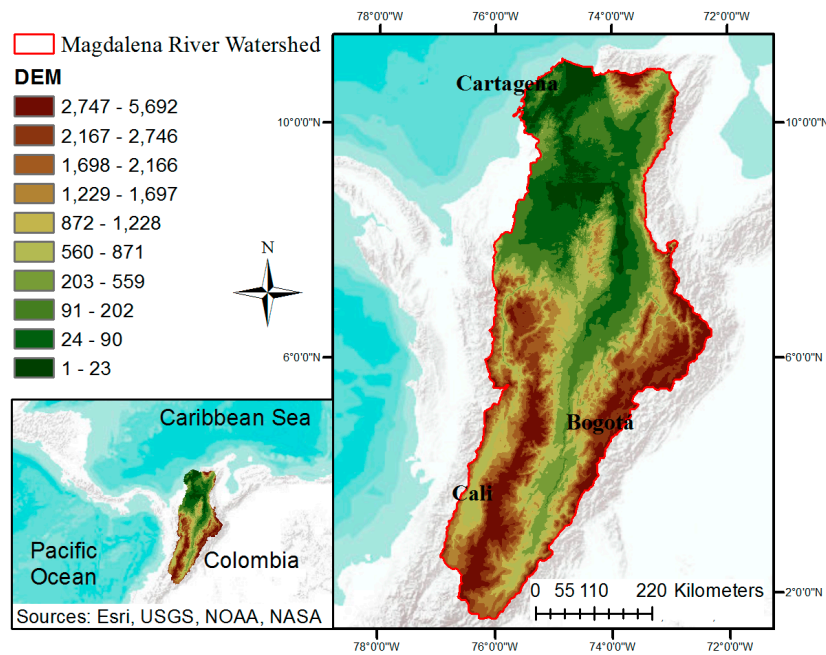 78°0'0"W 76°0'0"W 74°0'0"W 72°0'0"W
Magdalena River Watershed
DEM
2,747 - 5,692
2,167 - 2,746
1,698 - 2,166
1,229 - 1,697
872 - 1,228
560 - 871
203 - 559
91 - 202
24 - 90
1 - 23
N
Cartagena
10°0'0"N 10°0'0"N
6°0'0"N 6°0'0"N
Bogotá
Cali
0 55 110 220 Kilometers
2°0'0"N
Caribbean Sea
Pacific
Ocean
Colombia
Sources: Esri, USGS, NOAA, NASA
78°0'0"W 76°0'0"W 74°0'0"W 72°0'0"W